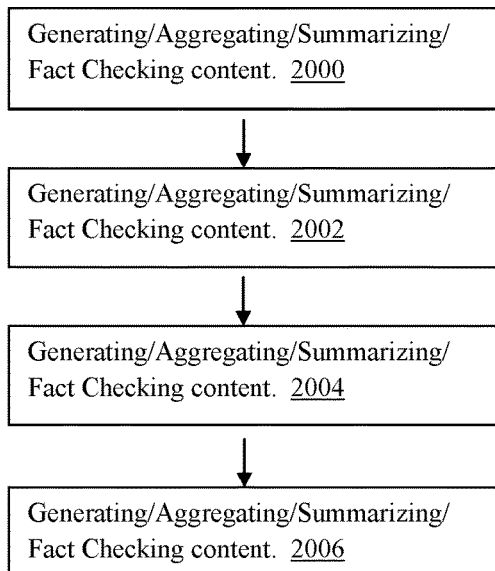 Generating/Aggregating/Summarizing/
Fact Checking content. 2000
Generating/Aggregating/Summarizing/
Fact Checking content. 2002
Generating/Aggregating/Summarizing/
Fact Checking content. 2004
Generating/Aggregating/Summarizing/
Fact Checking content. 2006